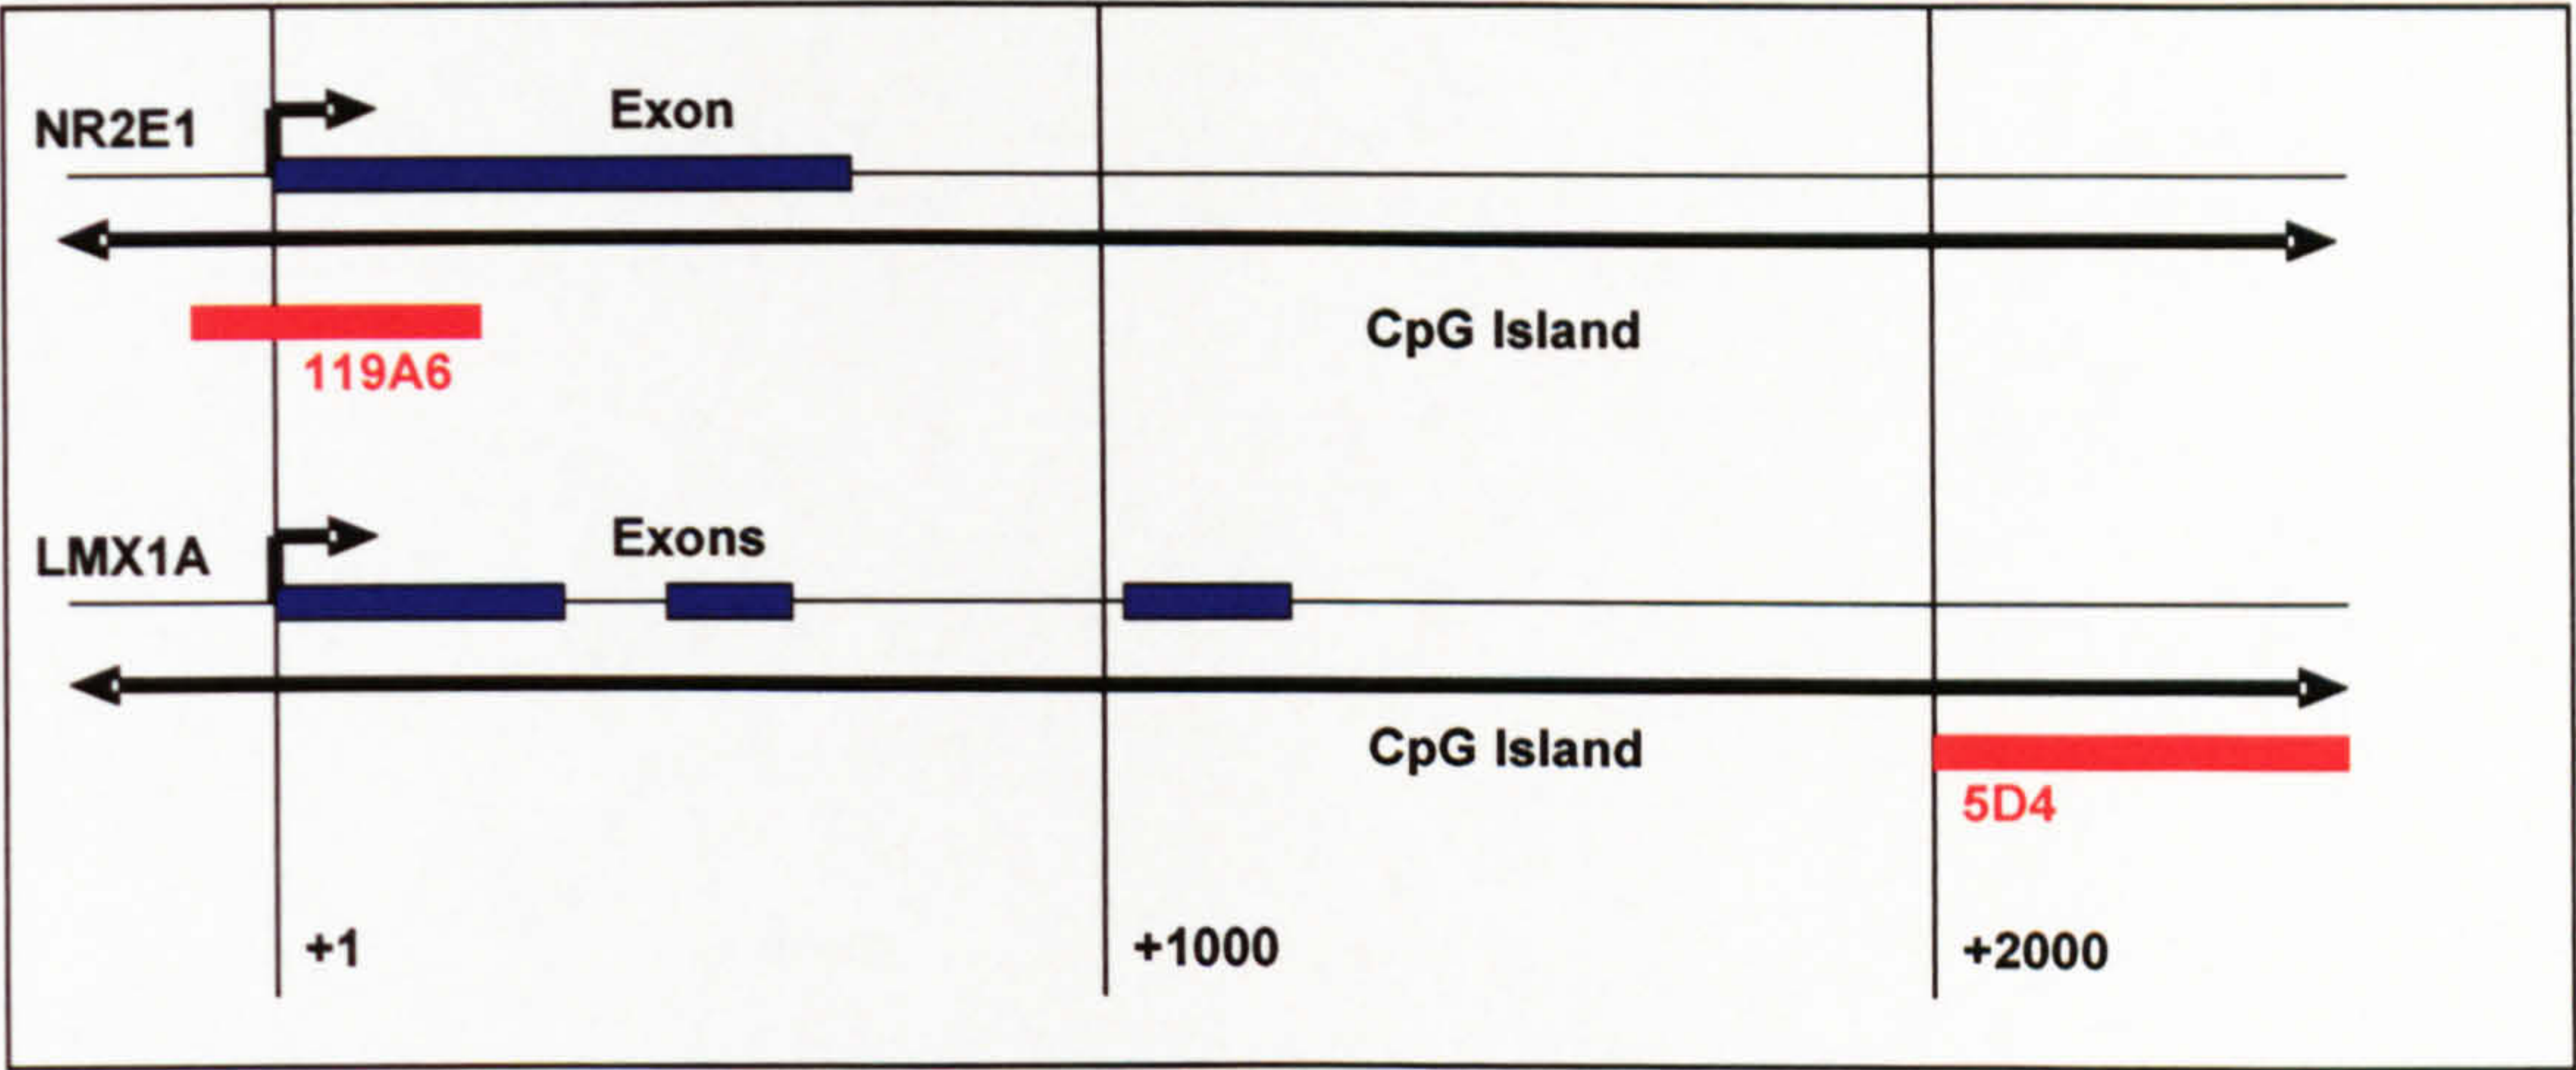 NR2E1
Exon
CpG Island
119A6
LMX1A
Exons
CpG Island
5D4
+1
+1000
+2000